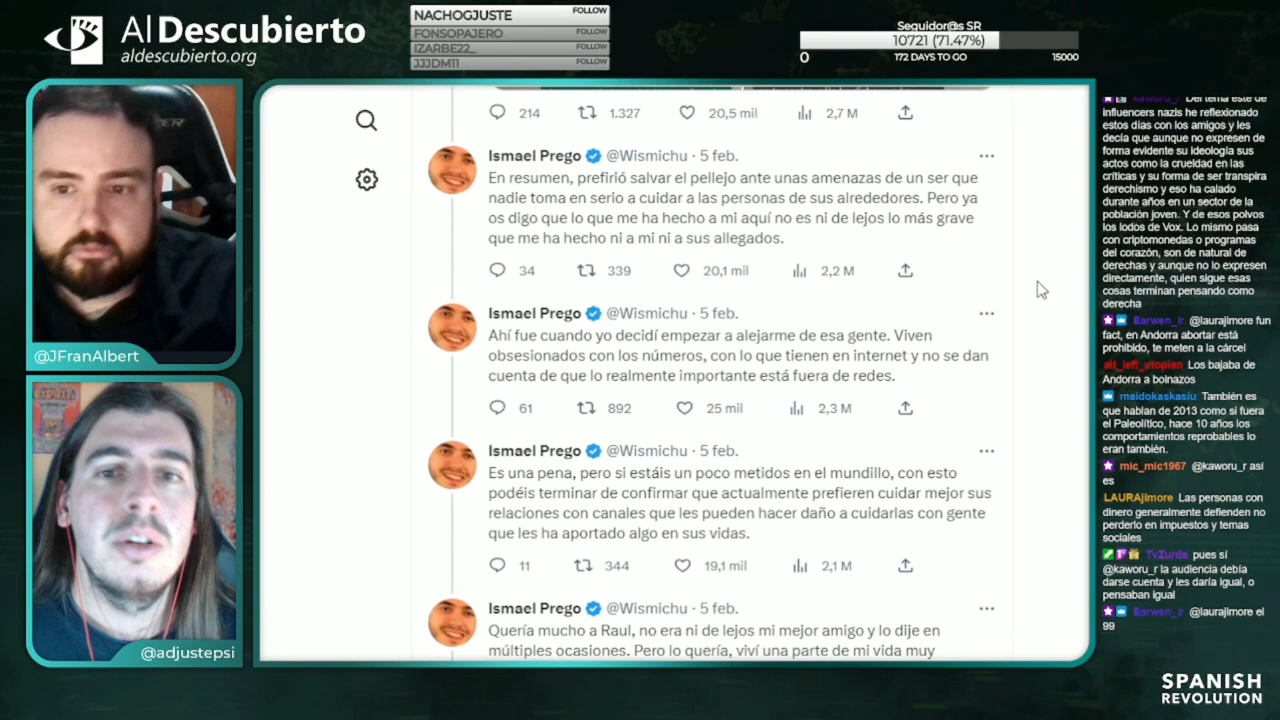 Al Descubierto
aldescubierto.org
NACHOGJUSTE FOLLOW
FONSOPAJERO FOLLOW
IZARBE22_ FOLLOW
JJJDM11 FOLLOW
Seguidor@s SR
10721 (71.47%)
0 172 DAYS TO GO 15000
@JFranAlbert
@adjustepsi
214 1.327 20,5 mil 2,7 M
Ismael Prego @Wismichu · 5 feb.
En resumen, prefirió salvar el pellejo ante unas amenazas de un ser que
nadie toma en serio a cuidar a las personas de sus alrededores. Pero ya
os digo que lo que me ha hecho a mi aquí no es ni de lejos lo más grave
que me ha hecho ni a mi ni a sus allegados.
34 339 20,1 mil 2,2 M
Ismael Prego @Wismichu · 5 feb.
Ahí fue cuando yo decidí empezar a alejarme de esa gente. Viven
obsesionados con los números, con lo que tienen en internet y no se dan
cuenta de que lo realmente importante está fuera de redes.
61 892 25 mil 2,3 M
Ismael Prego @Wismichu · 5 feb.
Es una pena, pero si estáis un poco metidos en el mundillo, con esto
podéis terminar de confirmar que actualmente prefieren cuidar mejor sus
relaciones con canales que les pueden hacer daño a cuidarlas con gente
que les ha aportado algo en sus vidas.
11 344 19,1 mil 2,1 M
Ismael Prego @Wismichu · 5 feb.
Quería mucho a Raul, no era ni de lejos mi mejor amigo y lo dije en
múltiples ocasiones. Pero lo quería, viví una parte de mi vida muy
kaworu_r Del tema este de
influencers nazis he reflexionado
estos días con los amigos y les
decía que aunque no expresen de
forma evidente su ideología sus
actos como la crueldad en las
críticas y su forma de ser transpira
derechismo y eso ha calado
durante años en un sector de la
población joven. Y de esos polvos
los lodos de Vox. Lo mismo pasa
con criptomonedas o programas
del corazón, son de natural de
derechas y aunque no lo expresen
directamente, quien sigue esas
cosas terminan pensando como
derecha
Earwen_ir @laurajimore fun
fact, en Andorra abortar está
prohibido, te meten a la cárcel
alt_left_utopian Los bajaba de
Andorra a boinazos
maidokaskasiu También es
que hablan de 2013 como si fuera
el Paleolítico, hace 10 años los
comportamientos reprobables lo
eran también.
mic_mic1967 @kaworu_r así
es
LAURAjimore Las personas con
dinero generalmente defienden no
perderlo en impuestos y temas
sociales
TvZurda pues sí
@kaworu_r la audiencia debía
darse cuenta y les daría igual, o
pensaban igual
Earwen_ir @laurajimore el
99
SPANISH
REVOLUTION